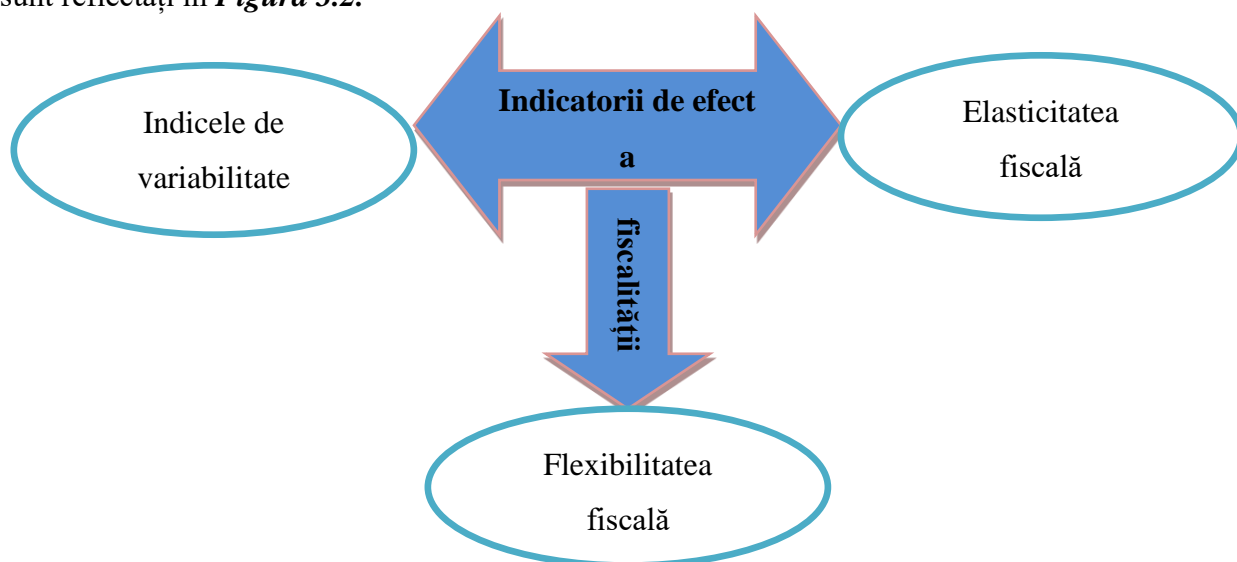 sunt reflectați în Figura 3.2.
Indicatorii de efect
a
fiscalității
Indicele de
variabilitate
Elasticitatea
fiscală
Flexibilitatea
fiscală